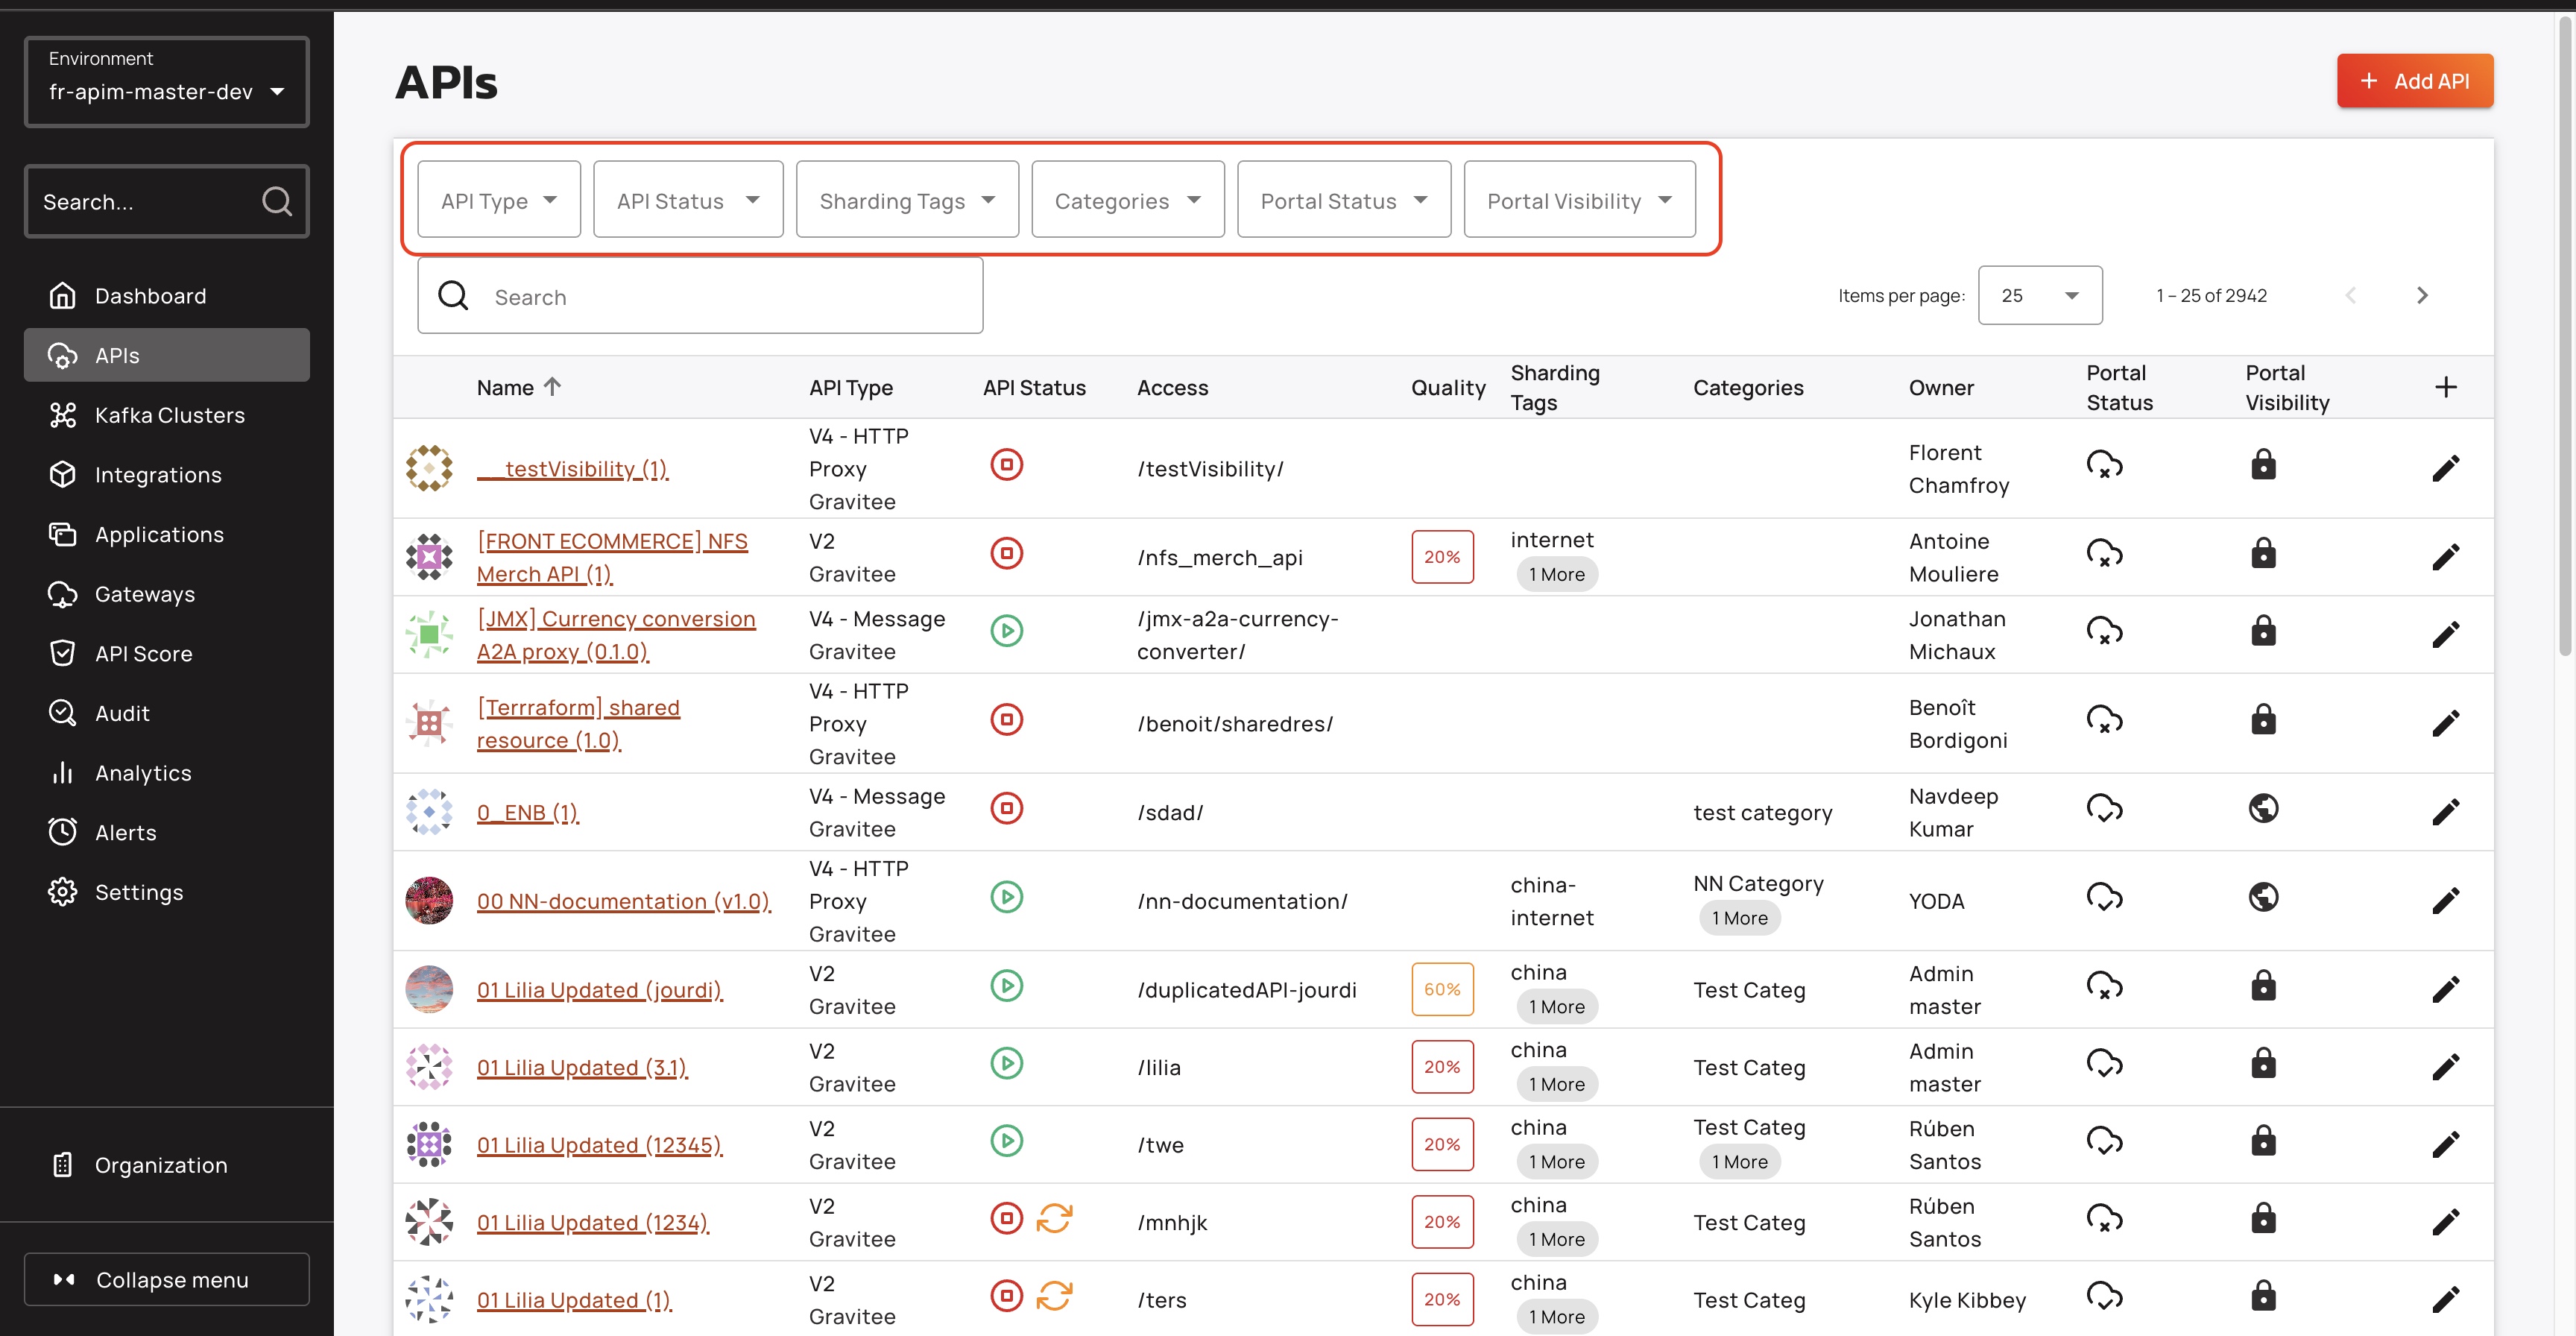 Environment
fr-apim-master-dev
Search...
Dashboard
APIs
Kafka Clusters
Integrations
Applications
Gateways
API Score
Audit
Analytics
Alerts
Settings
Organization
Collapse menu
APIs
+ Add API
API Type
API Status
Sharding Tags
Categories
Portal Status
Portal Visibility
Search
Items per page: 25 1 – 25 of 2942
Name API Type API Status Access Quality Sharding Tags Categories Owner Portal Status Portal Visibility +
__testVisibility (1)
V4 - HTTP
Proxy
Gravitee
/testVisibility/
Florent
Chamfroy
[FRONT ECOMMERCE] NFS
Merch API (1)
V2
Gravitee
/nfs_merch_api
20%
internet
1 More
Antoine
Mouliere
[JMX] Currency conversion
A2A proxy (0.1.0)
V4 - Message
Gravitee
/jmx-a2a-currency-
converter/
Jonathan
Michaux
[Terrraform] shared
resource (1.0)
V4 - HTTP
Proxy
Gravitee
/benoit/sharedres/
Benoît
Bordigoni
0_ENB (1)
V4 - Message
Gravitee
/sdad/
test category
Navdeep
Kumar
00 NN-documentation (v1.0)
V4 - HTTP
Proxy
Gravitee
/nn-documentation/
china-
internet
NN Category
1 More
YODA
01 Lilia Updated (jourdi)
V2
Gravitee
/duplicatedAPI-jourdi
60%
china
1 More
Test Categ
Admin
master
01 Lilia Updated (3.1)
V2
Gravitee
/lilia
20%
china
1 More
Test Categ
Admin
master
01 Lilia Updated (12345)
V2
Gravitee
/twe
20%
china
1 More
Test Categ
1 More
Rúben
Santos
01 Lilia Updated (1234)
V2
Gravitee
/mnhjk
20%
china
1 More
Test Categ
Rúben
Santos
01 Lilia Updated (1)
V2
Gravitee
/ters
20%
china
1 More
Test Categ
Kyle Kibbey